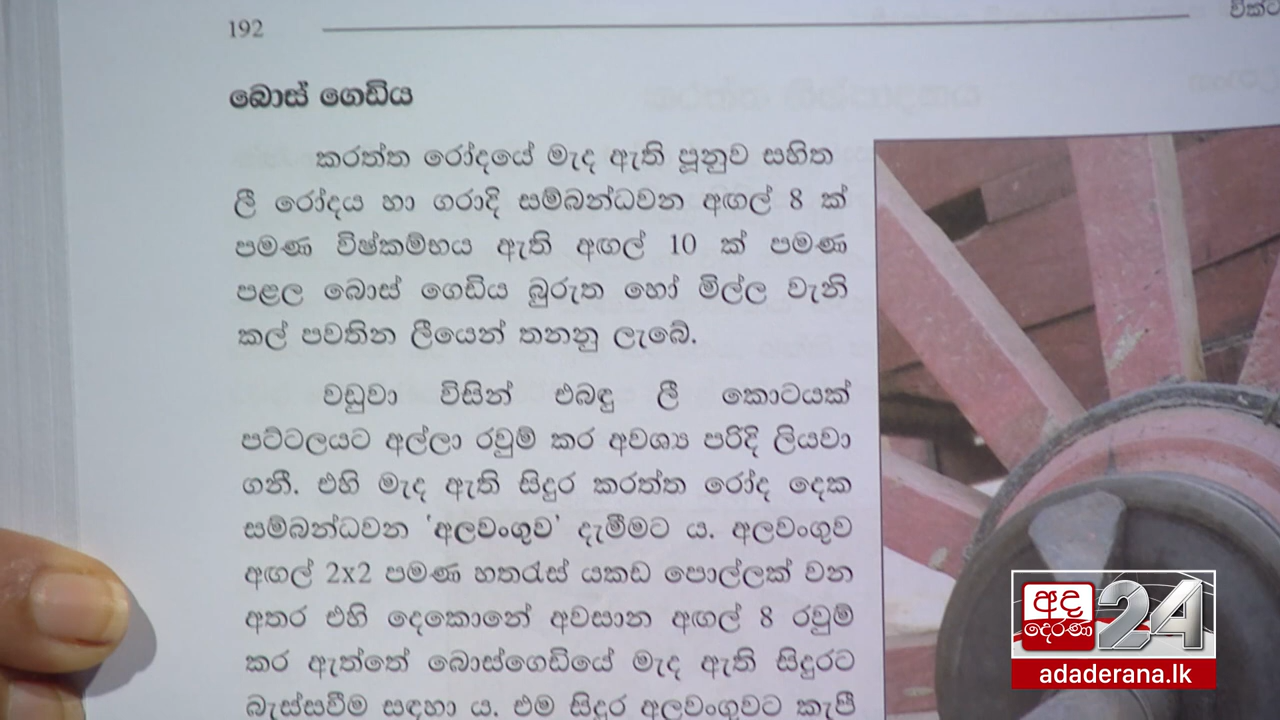 192
බොස් ගෙඩිය
කරත්ත රෝදයේ මැද ඇති පූනුව සහිත
ලී රෝදය හා ගරාදි සම්බන්ධවන අඟල් 8 ක්
පමණ විෂ්කම්භය ඇති අඟල් 10 ක් පමණ
පළල බොස් ගෙඩිය බුරුත හෝ මිල්ල වැනි
කල් පවතින ලීයෙන් තනනු ලැබේ.
වඩුවා විසින් එබඳු ලී කොටයක්
පට්ටලයට අල්ලා රවුම් කර අවශ්‍ය පරිදි ලියවා
ගනී. එහි මැද ඇති සිදුර කරත්ත රෝද දෙක
සම්බන්ධවන 'අලවංගුව' දැමීමට ය. අලවංගුව
අඟල් 2x2 පමණ හතරැස් යකඩ පොල්ලක් වන
අතර එහි දෙකොනේ අවසාන අඟල් 8 රවුම්
කර ඇත්තේ බොස්ගෙඩියේ මැද ඇති සිදුරට
බැස්සවීම සඳහා ය. එම සිදුර අලවංගුවට කැපී
අද
දෙරණ
24
adaderana.lk